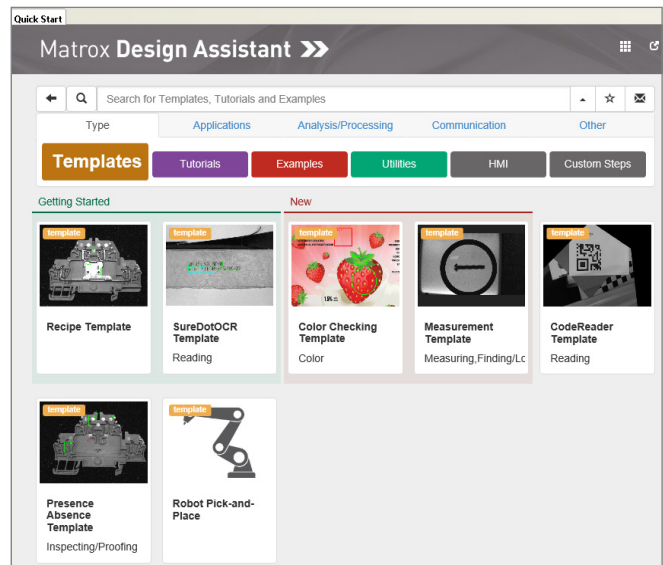 Quick Start
Matrox Design Assistant
Search for Templates, Tutorials and Examples
Type Applications Analysis/Processing Communication Other
Templates Tutorials Examples Utilities HMI Custom Steps
Getting Started New
template template template template template
Recipe Template
SureDotOCR
Template
Reading
Color Checking
Template
Color
Measurement
Template
Measuring,Finding/Lc
CodeReader
Template
Reading
template template
Presence
Absence
Template
Inspecting/Proofing
Robot Pick-and-
Place